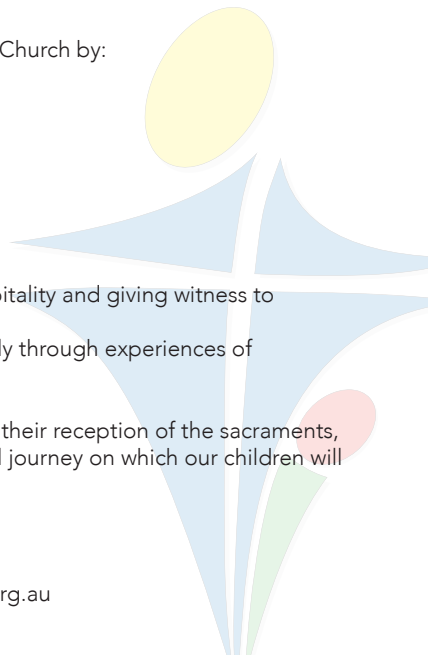 Church by:
pitality and giving witness to
ly through experiences of
their reception of the sacraments,
l journey on which our children will
rg.au